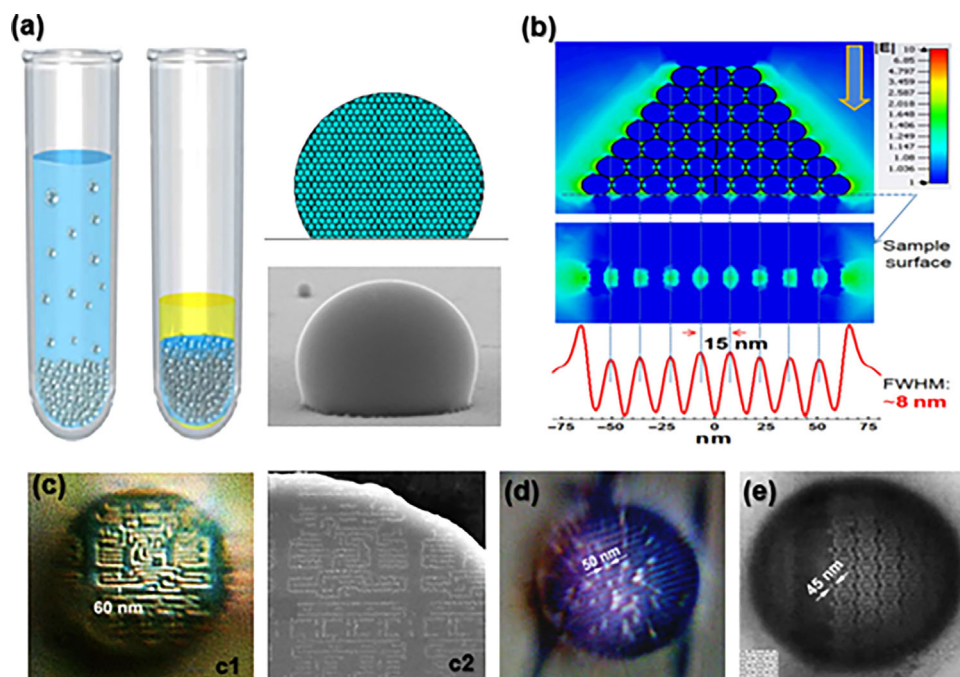 (a)
(b)
|E|
10
6.85
4.797
3.459
2.587
2.018
1.648
1.406
1.249
1.147
1.08
1.036
1
Sample
surface
15 nm
FWHM:
~8 nm
-75 -50 -25 0 25 50 75
nm
(c)
60 nm
c1
c2
(d)
50 nm
(e)
45 nm